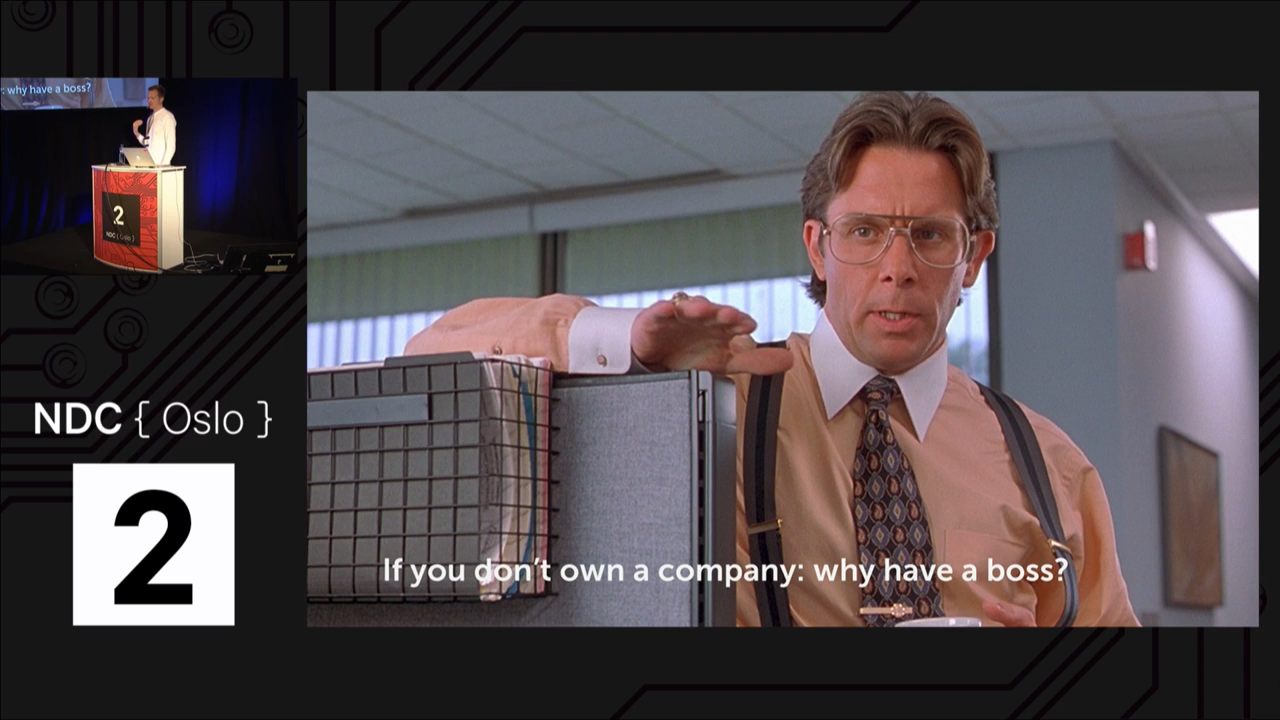 : why have a boss?
2
NDC { Oslo }
NDC { Oslo }
2
If you don't own a company: why have a boss?